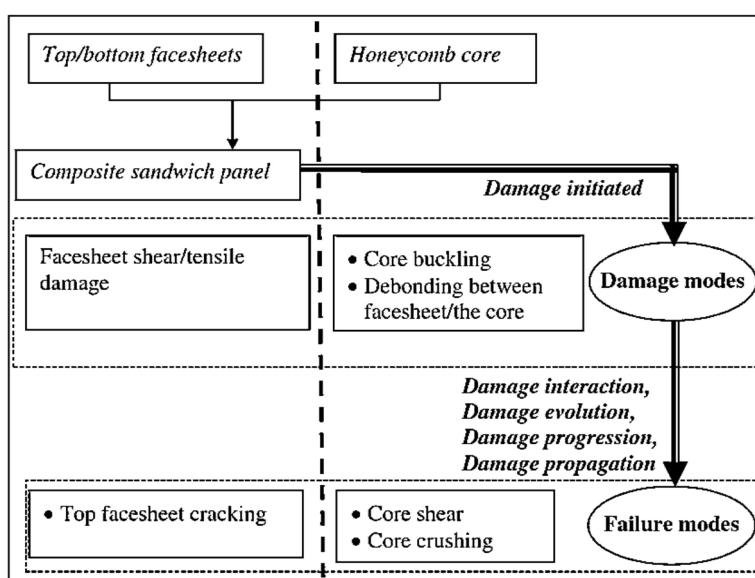 Top/bottom facesheets
Honeycomb core
Composite sandwich panel
Damage initiated
Facesheet shear/tensile
damage
• Core buckling
• Debonding between
facesheet/the core
Damage modes
Damage interaction,
Damage evolution,
Damage progression,
Damage propagation
• Top facesheet cracking
• Core shear
• Core crushing
Failure modes